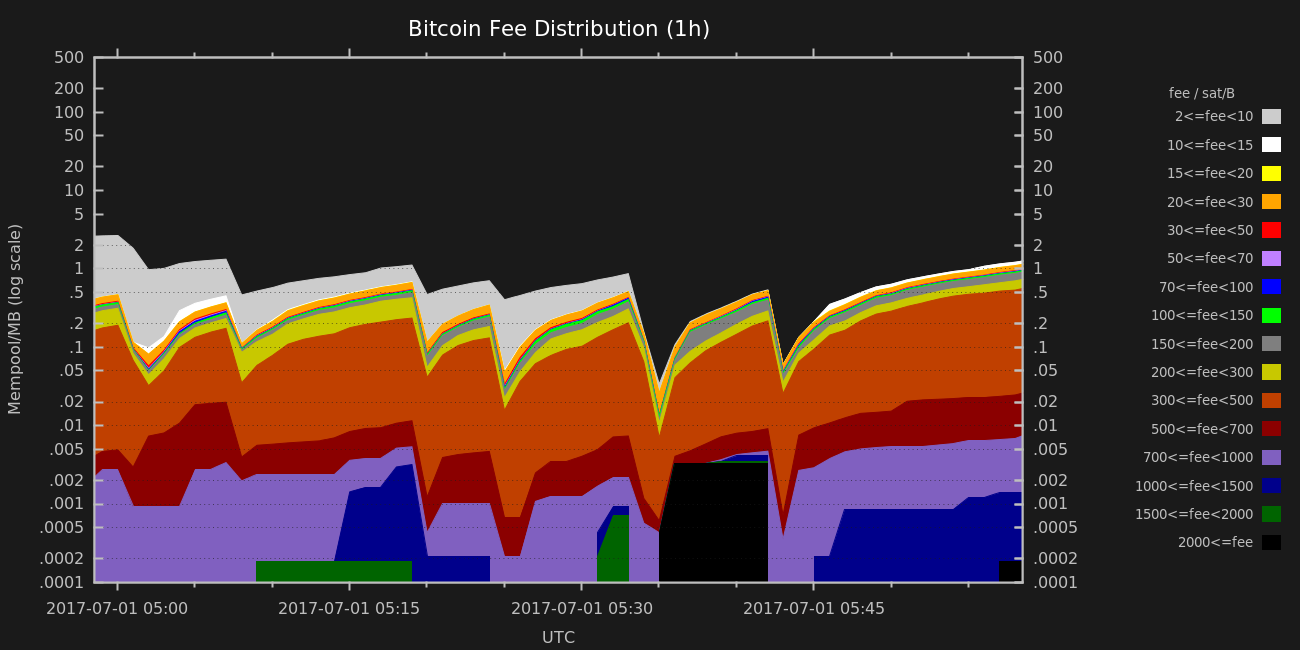 Bitcoin Fee Distribution (1h)
500 500
200 200
100 100
50 50
20 20
10 10
5 5
2 2
1 1
.5 .5
.2 .2
.1 .1
.05 .05
.02 .02
.01 .01
.005 .005
.002 .002
.001 .001
.0005 .0005
.0002 .0002
.0001 .0001
Mempool/MB (log scale)
2017-07-01 05:00 2017-07-01 05:15 2017-07-01 05:30 2017-07-01 05:45
UTC
fee / sat/B
2<=fee<10
10<=fee<15
15<=fee<20
20<=fee<30
30<=fee<50
50<=fee<70
70<=fee<100
100<=fee<150
150<=fee<200
200<=fee<300
300<=fee<500
500<=fee<700
700<=fee<1000
1000<=fee<1500
1500<=fee<2000
2000<=fee